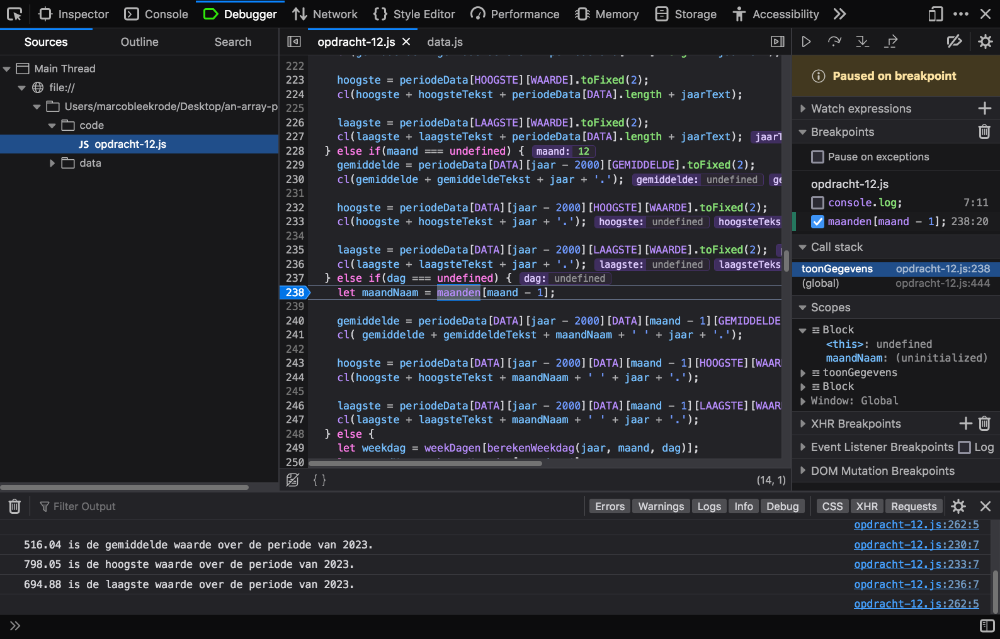 Inspector Console Debugger Network Style Editor Performance Memory Storage Accessibility
Sources Outline Search
Main Thread
file://
Users/marcobleekrode/Desktop/an-array-p
code
JS opdracht-12.js
data
opdracht-12.js data.js
222
223 hoogste = periodeData[HOOGSTE][WAARDE].toFixed(2);
224 cl(hoogste + hoogsteTekst + periodeData[DATA].length + jaarText);
225
226 laagste = periodeData[LAAGSTE][WAARDE].toFixed(2);
227 cl(laagste + laagsteTekst + periodeData[DATA].length + jaarText); jaarT
228 } else if(maand === undefined) { maand: 12
229 gemiddelde = periodeData[DATA][jaar - 2000][GEMIDDELDE].toFixed(2);
230 cl(gemiddelde + gemiddeldeTekst + jaar + '.'); gemiddelde: undefined ge
231
232 hoogste = periodeData[DATA][jaar - 2000][HOOGSTE][WAARDE].toFixed(2);
233 cl(hoogste + hoogsteTekst + jaar + '.'); hoogste: undefined hoogsteTeks
234
235 laagste = periodeData[DATA][jaar - 2000][LAAGSTE][WAARDE].toFixed(2);
236 cl(laagste + laagsteTekst + jaar + '.'); laagste: undefined laagsteTeks
237 } else if(dag === undefined) { dag: undefined
238 let maandNaam = maanden[maand - 1];
239
240 gemiddelde = periodeData[DATA][jaar - 2000][DATA][maand - 1][GEMIDDELDE
241 cl( gemiddelde + gemiddeldeTekst + maandNaam + ' ' + jaar + '.');
242
243 hoogste = periodeData[DATA][jaar - 2000][DATA][maand - 1][HOOGSTE][WAAR
244 cl(hoogste + hoogsteTekst + maandNaam + ' ' + jaar + '.');
245
246 laagste = periodeData[DATA][jaar - 2000][DATA][maand - 1][LAAGSTE][WAAR
247 cl(laagste + laagsteTekst + maandNaam + ' ' + jaar + '.');
248 } else {
249 let weekdag = weekDagen[berekenWeekdag(jaar, maand, dag)];
250
{ } (14, 1)
Paused on breakpoint
Watch expressions
Breakpoints
Pause on exceptions
opdracht-12.js
console.log; 7:11
maanden[maand - 1]; 238:20
Call stack
toonGegevens opdracht-12.js:238
(global) opdracht-12.js:444
Scopes
Block
<this>: undefined
maandNaam: (uninitialized)
toonGegevens
Block
Window: Global
XHR Breakpoints
Event Listener Breakpoints Log
DOM Mutation Breakpoints
Filter Output Errors Warnings Logs Info Debug CSS XHR Requests
opdracht-12.js:262:5
516.04 is de gemiddelde waarde over de periode van 2023. opdracht-12.js:230:7
798.05 is de hoogste waarde over de periode van 2023. opdracht-12.js:233:7
694.88 is de laagste waarde over de periode van 2023. opdracht-12.js:236:7
opdracht-12.js:262:5